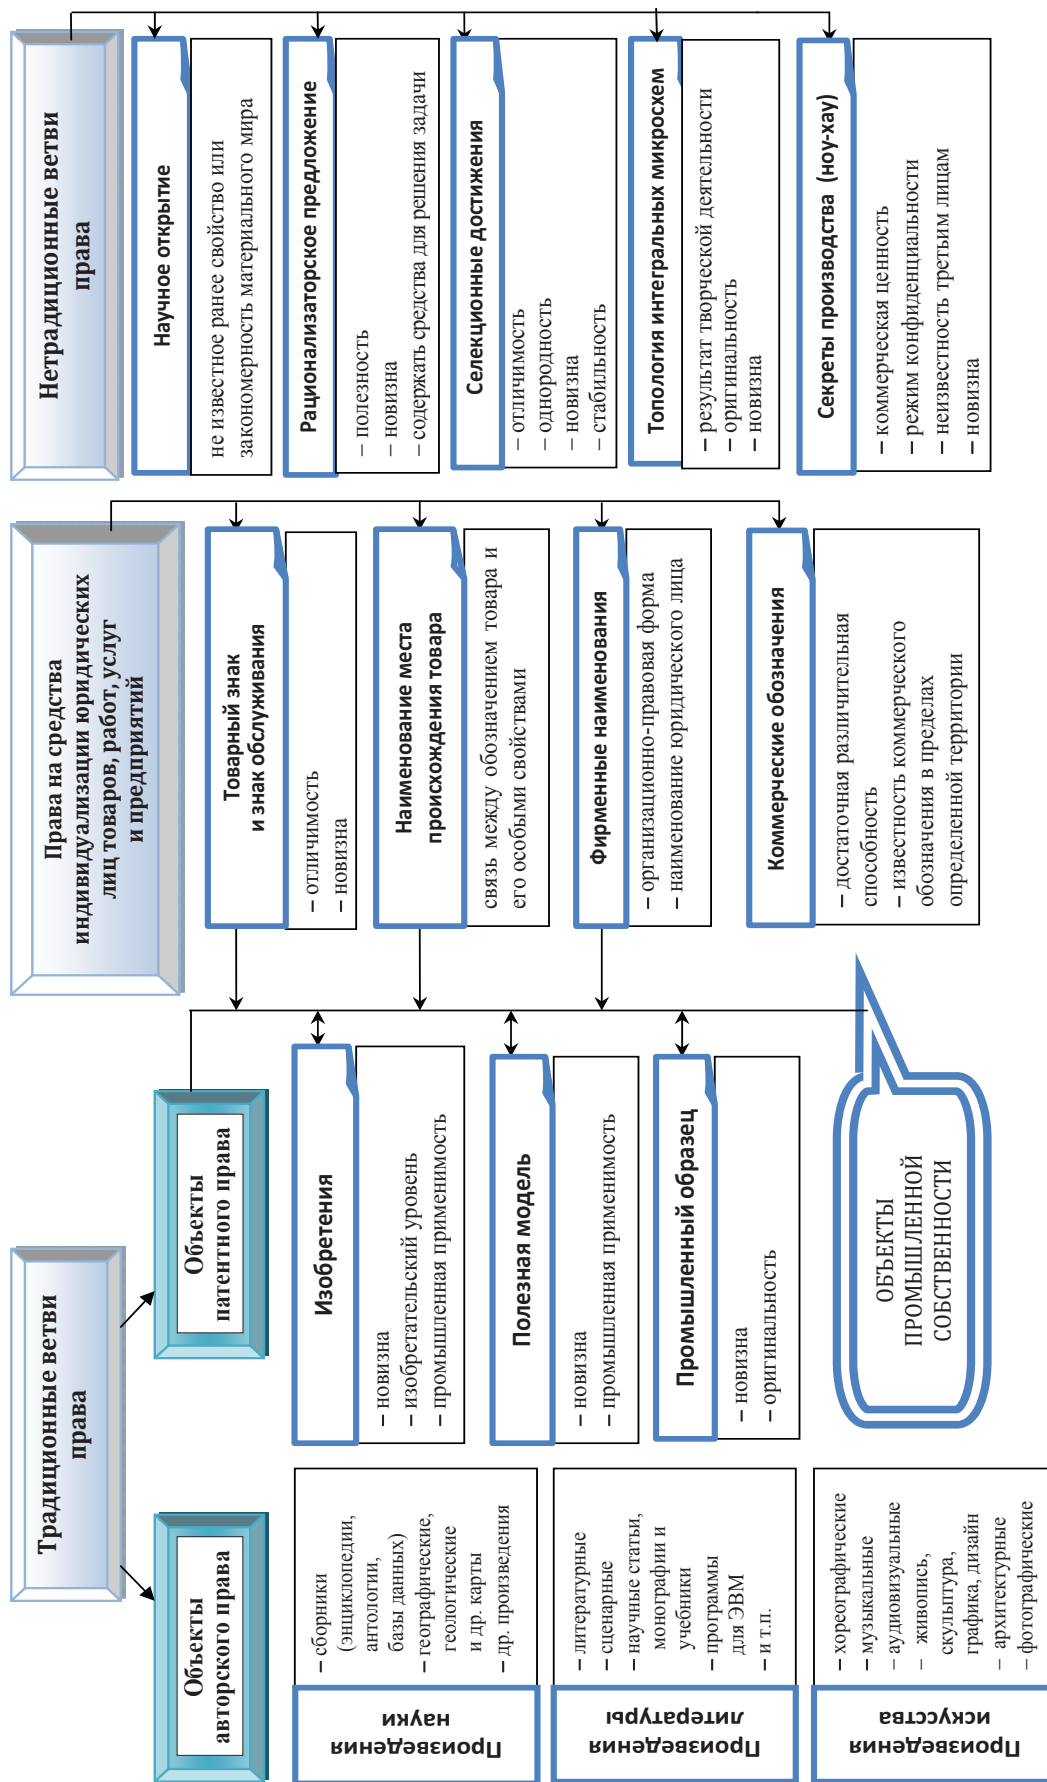 Традиционные ветви
права
Объекты
авторского права
Произведения
науки
– сборники
(энциклопедии,
антологии,
базы данных)
– географические,
геологические
и др. карты
– др. произведения
Произведения
литературы
– литературные
– сценарные
– научные статьи,
монографии и
учебники
– программы
для ЭВМ
– и т.п.
Произведения
искусства
– хореографические
– музыкальные
– аудиовизуальные
– живопись,
скульптура,
графика, дизайн
– архитектурные
– фотографические
Объекты
патентного права
Изобретения
– новизна
– изобретательский уровень
– промышленная применимость
Полезная модель
– новизна
– промышленная применимость
Промышленный образец
– новизна
– оригинальность
ОБЪЕКТЫ
ПРОМЫШЛЕННОЙ
СОБСТВЕННОСТИ
Права на средства
индивидуализации юридических
лиц товаров, работ, услуг
и предприятий
Товарный знак
и знак обслуживания
– отличимость
– новизна
Наименование места
происхождения товара
связь между обозначением товара и
его особыми свойствами
Фирменные наименования
– организационно-правовая форма
– наименование юридического лица
Коммерческие обозначения
– достаточная различительная
способность
– известность коммерческого
обозначения в пределах
определенной территории
Нетрадиционные ветви
права
Научное открытие
не известное ранее свойство или
закономерность материального мира
Рационализаторское предложение
– полезность
– новизна
– содержать средства для решения задачи
Селекционные достижения
– отличимость
– однородность
– новизна
– стабильность
Топология интегральных микросхем
– результат творческой деятельности
– оригинальность
– новизна
Секреты производства (ноу-хау)
– коммерческая ценность
– режим конфиденциальности
– неизвестность третьим лицам
– новизна